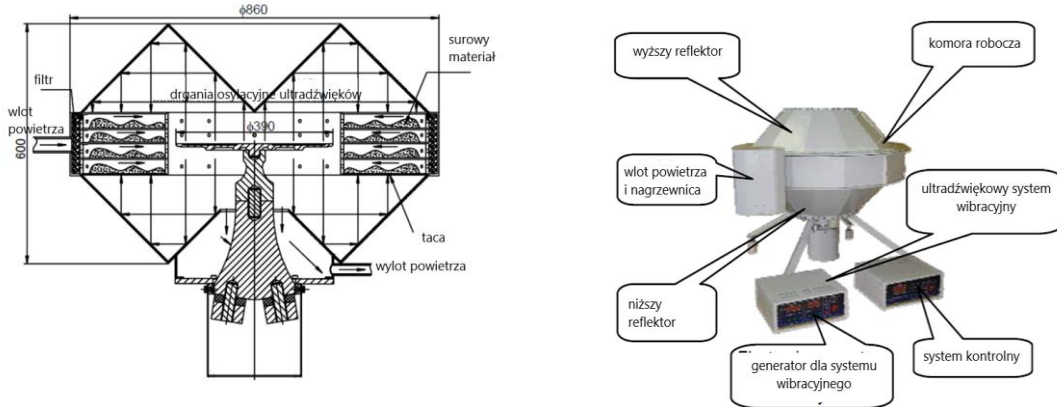 ϕ860
surowy
materiał
filtr
drgania osylacyjne ultradźwięków
wlot
powietrza
ϕ390
600
taca
wylot powietrza
wyższy reflektor
komora robocza
wlot powietrza
i nagrzewnica
ultradźwiękowy system
wibracyjny
niższy
reflektor
generator dla systemu
wibracyjnego
system kontrolny